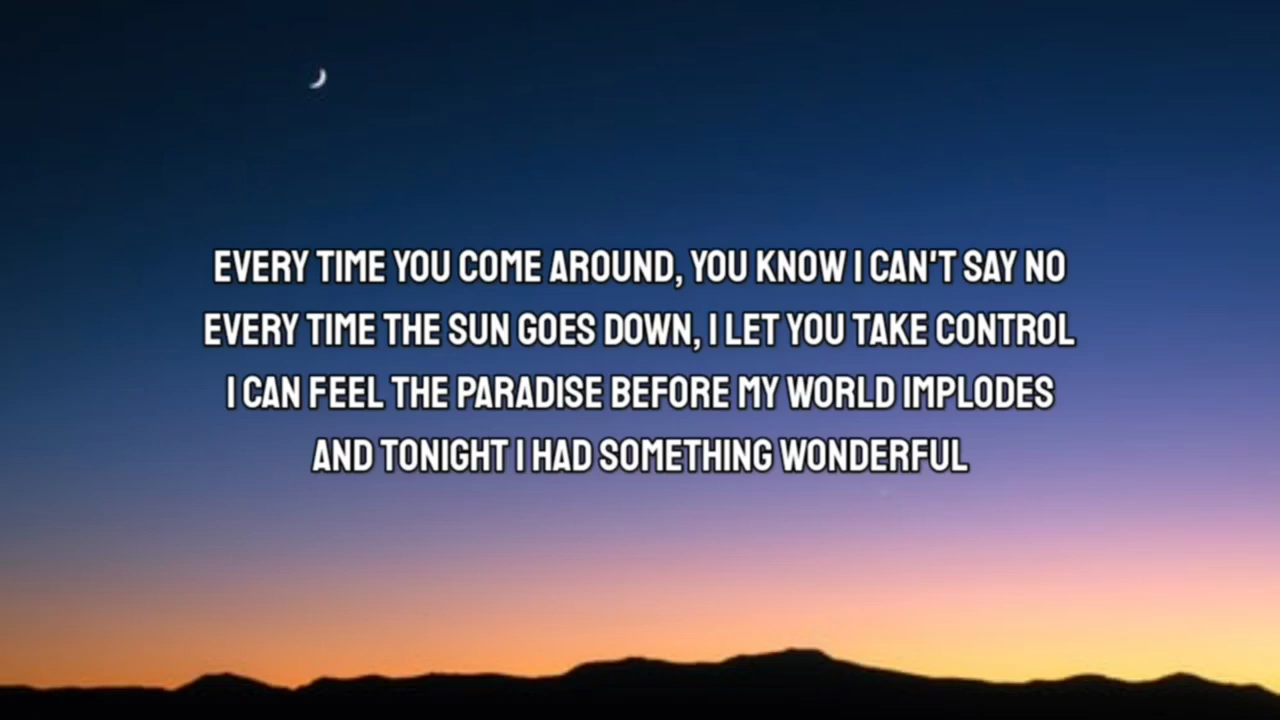 EVERY TIME YOU COME AROUND, YOU KNOW I CAN'T SAY NO
EVERY TIME THE SUN GOES DOWN, I LET YOU TAKE CONTROL
I CAN FEEL THE PARADISE BEFORE MY WORLD IMPLODES
AND TONIGHT I HAD SOMETHING WONDERFUL